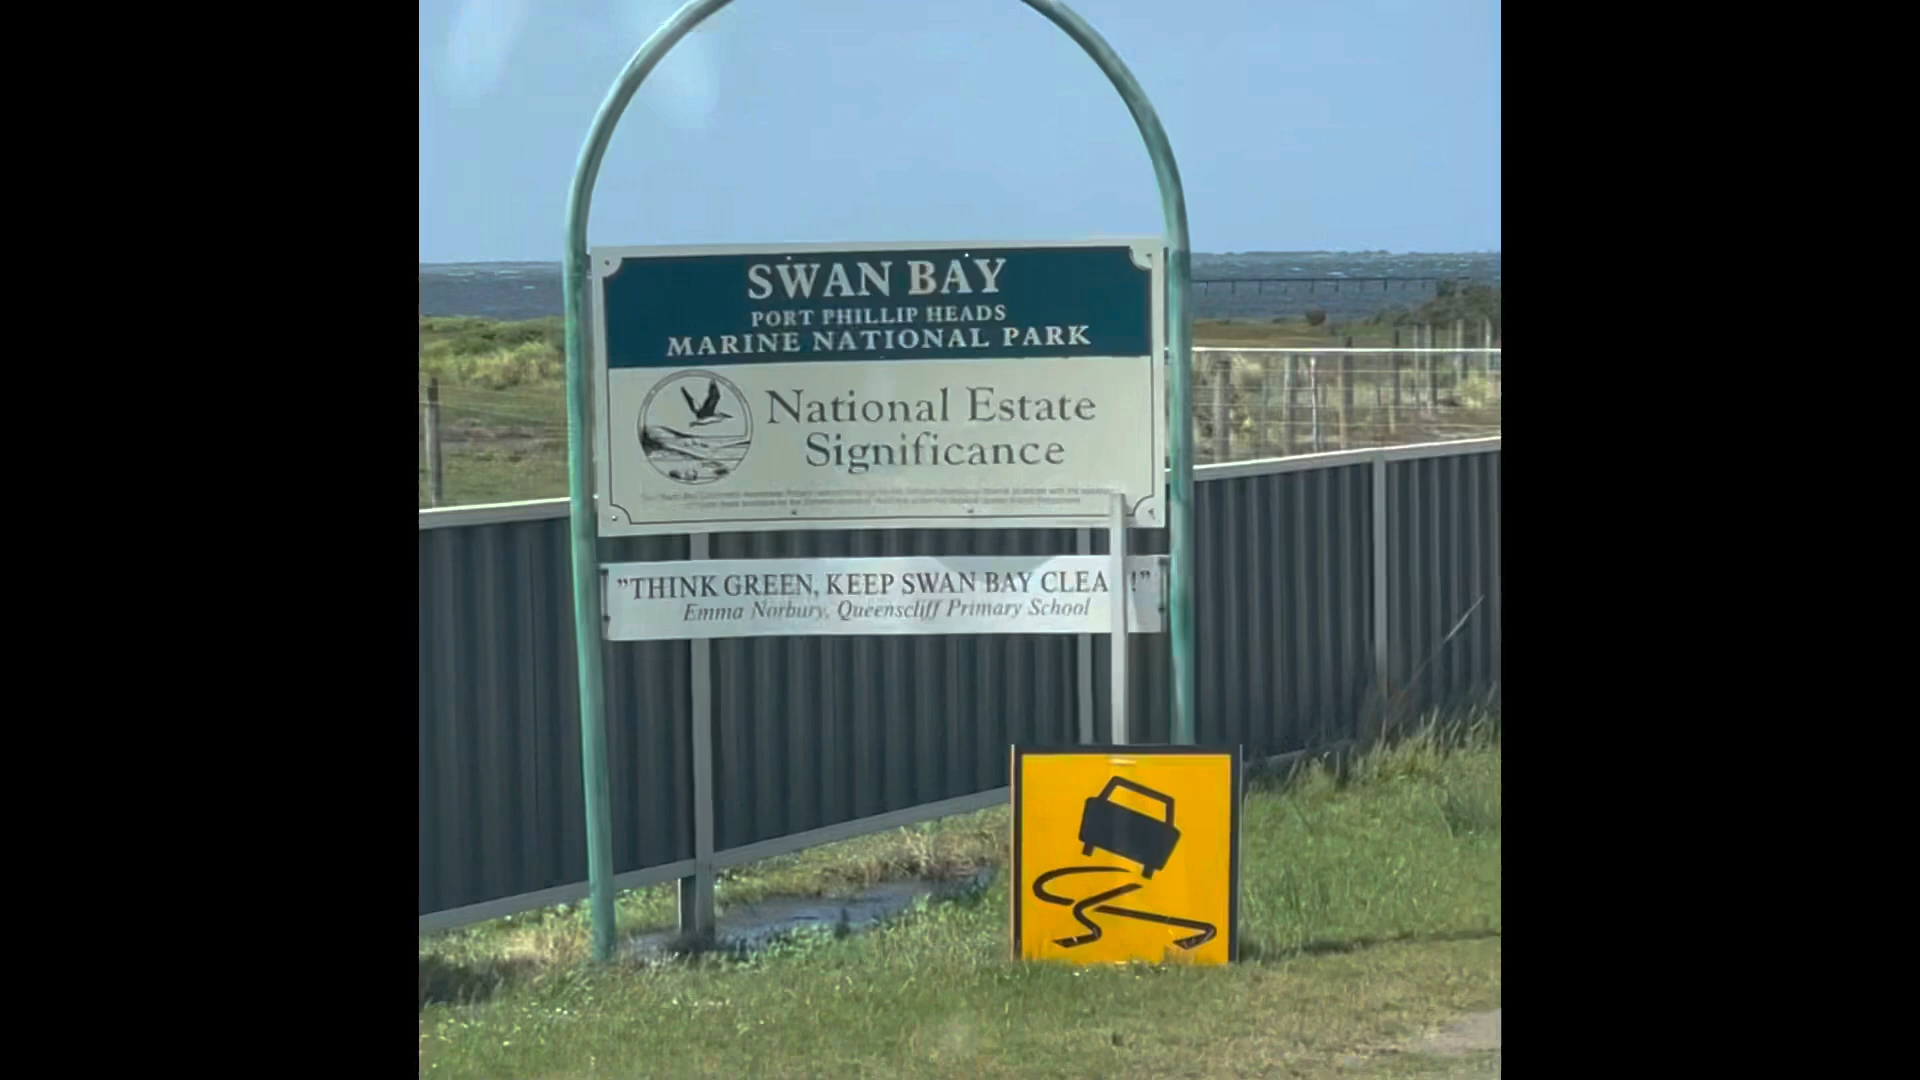 SWAN BAY
PORT PHILLIP HEADS
MARINE NATIONAL PARK
National Estate
Significance
"THINK GREEN, KEEP SWAN BAY CLEA !"
Emma Norbury, Queenscliff Primary School